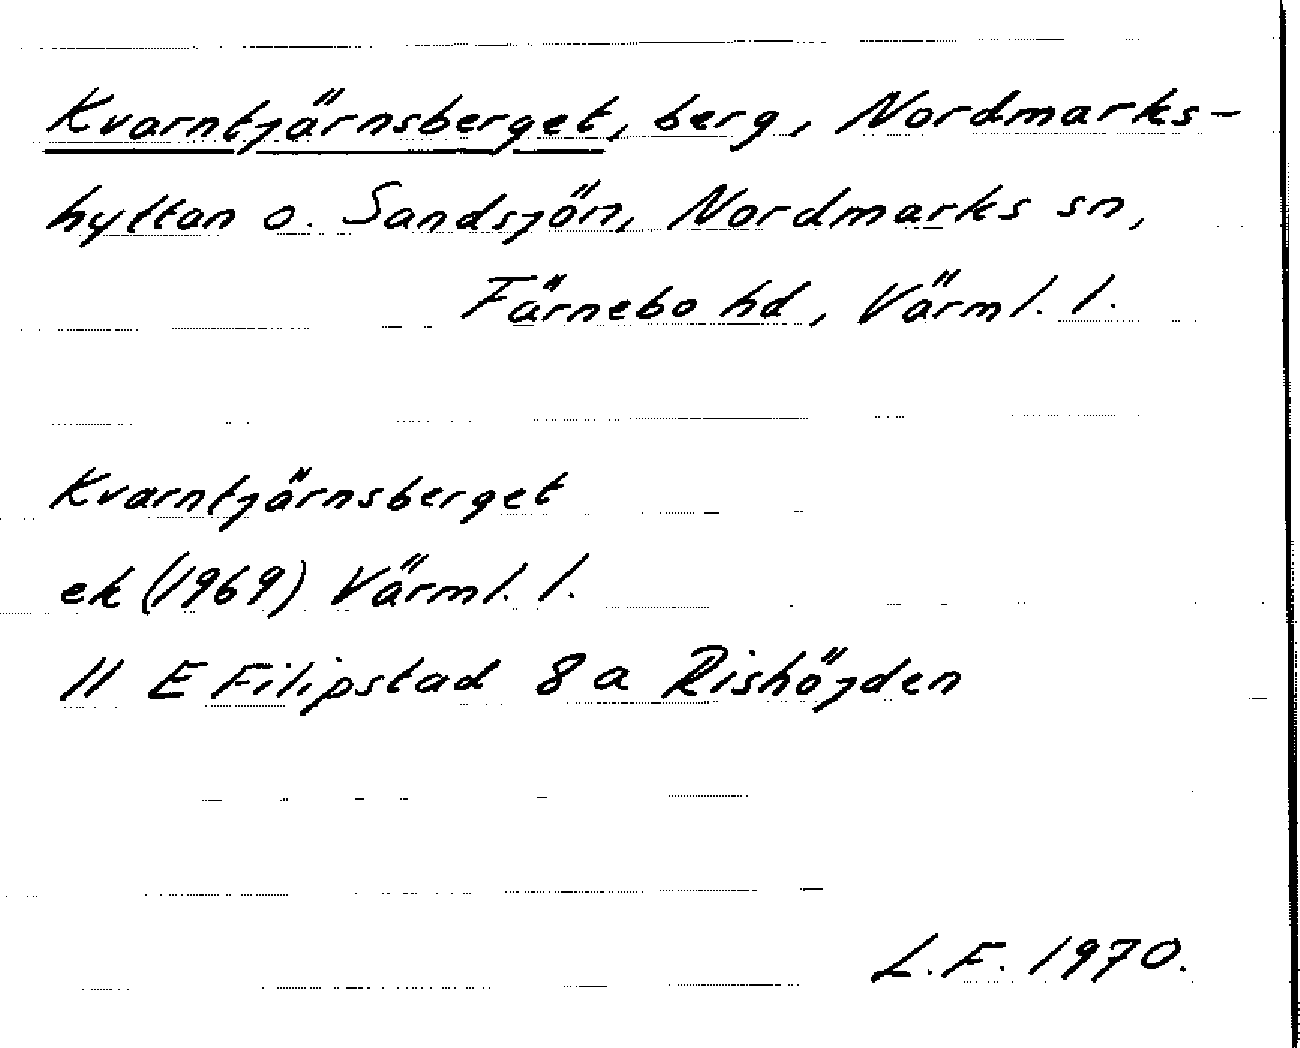 Kvarntjärnsberget, berg, Nordmarks-
hyttan o. Sandsjön, Nordmarks sn,
Färnebo hd, Värml. l.
Kvarntjärnsberget
ek (1969) Värml. l.
11 E Filipstad 8 a Rishöjden
L.F. 1970.